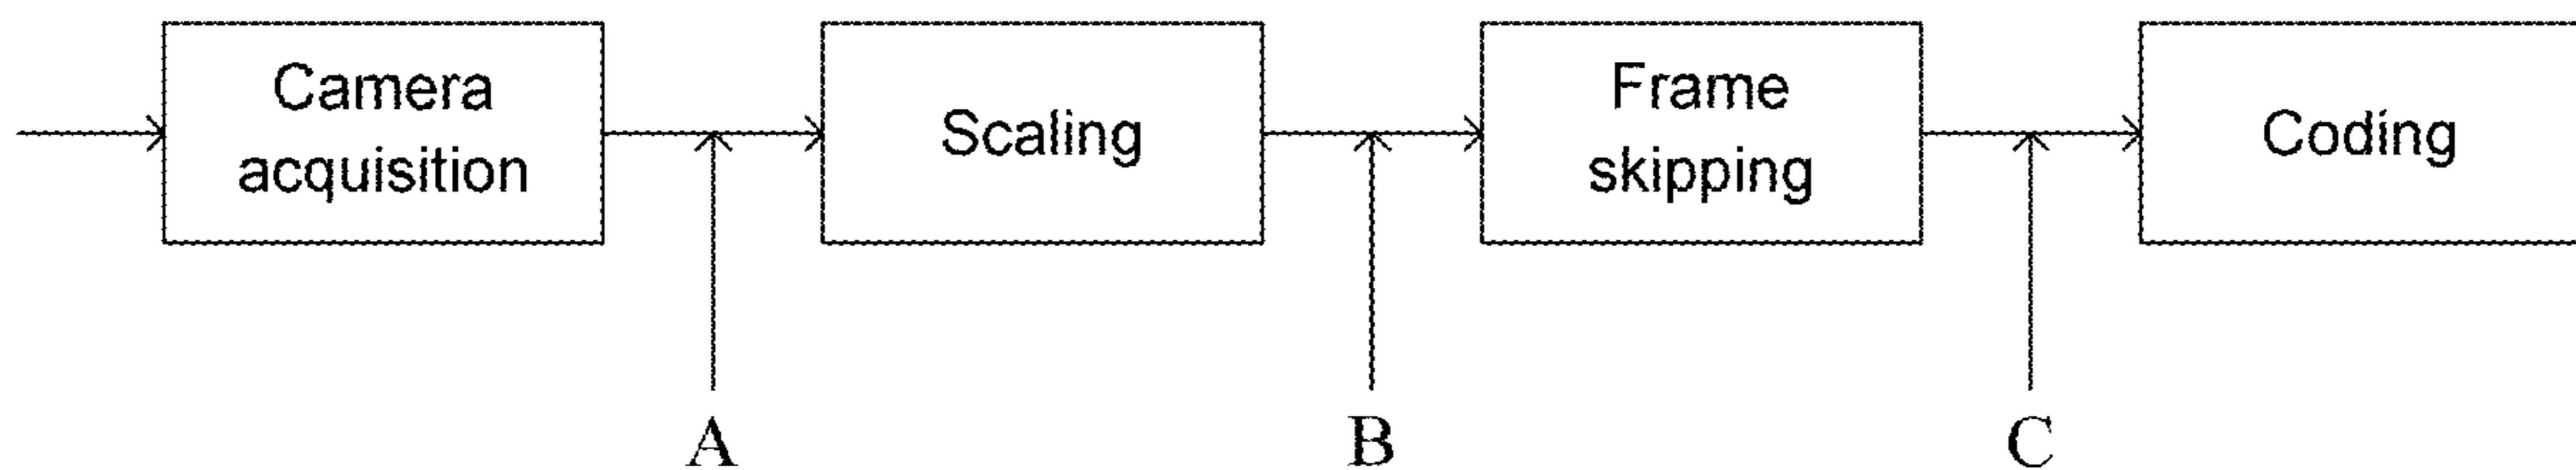 Camera
acquisition
Scaling
Frame
skipping
Coding
A
B
C